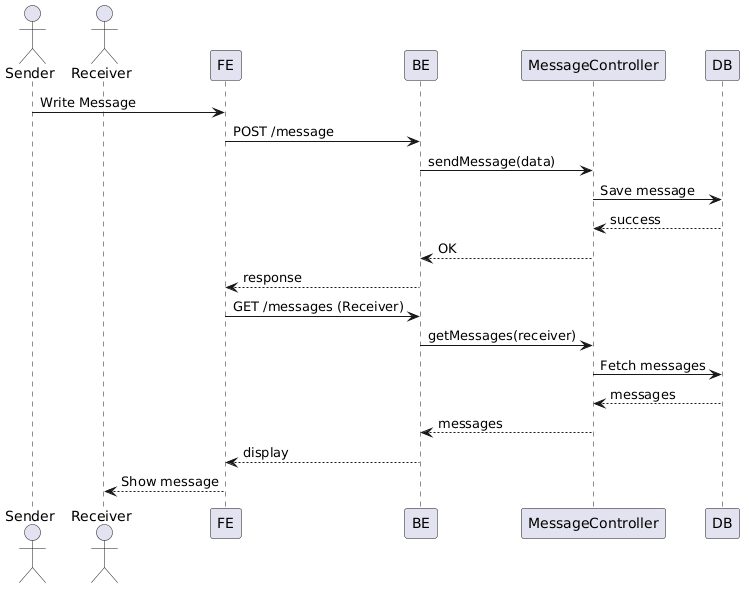 Sender
Receiver
FE
BE
MessageController
DB
Write Message
POST /message
sendMessage(data)
Save message
success
OK
response
GET /messages (Receiver)
getMessages(receiver)
Fetch messages
messages
messages
display
Show message
Sender
Receiver
FE
BE
MessageController
DB